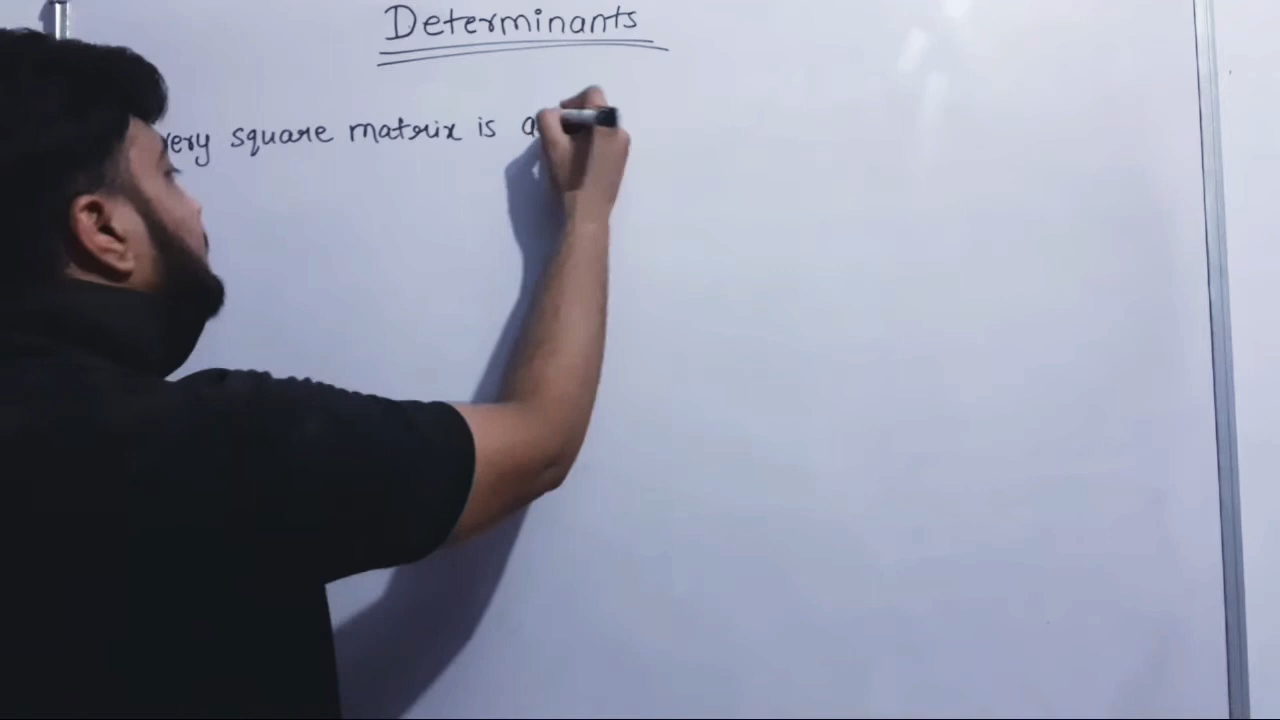 Determinants
very square matrix is a